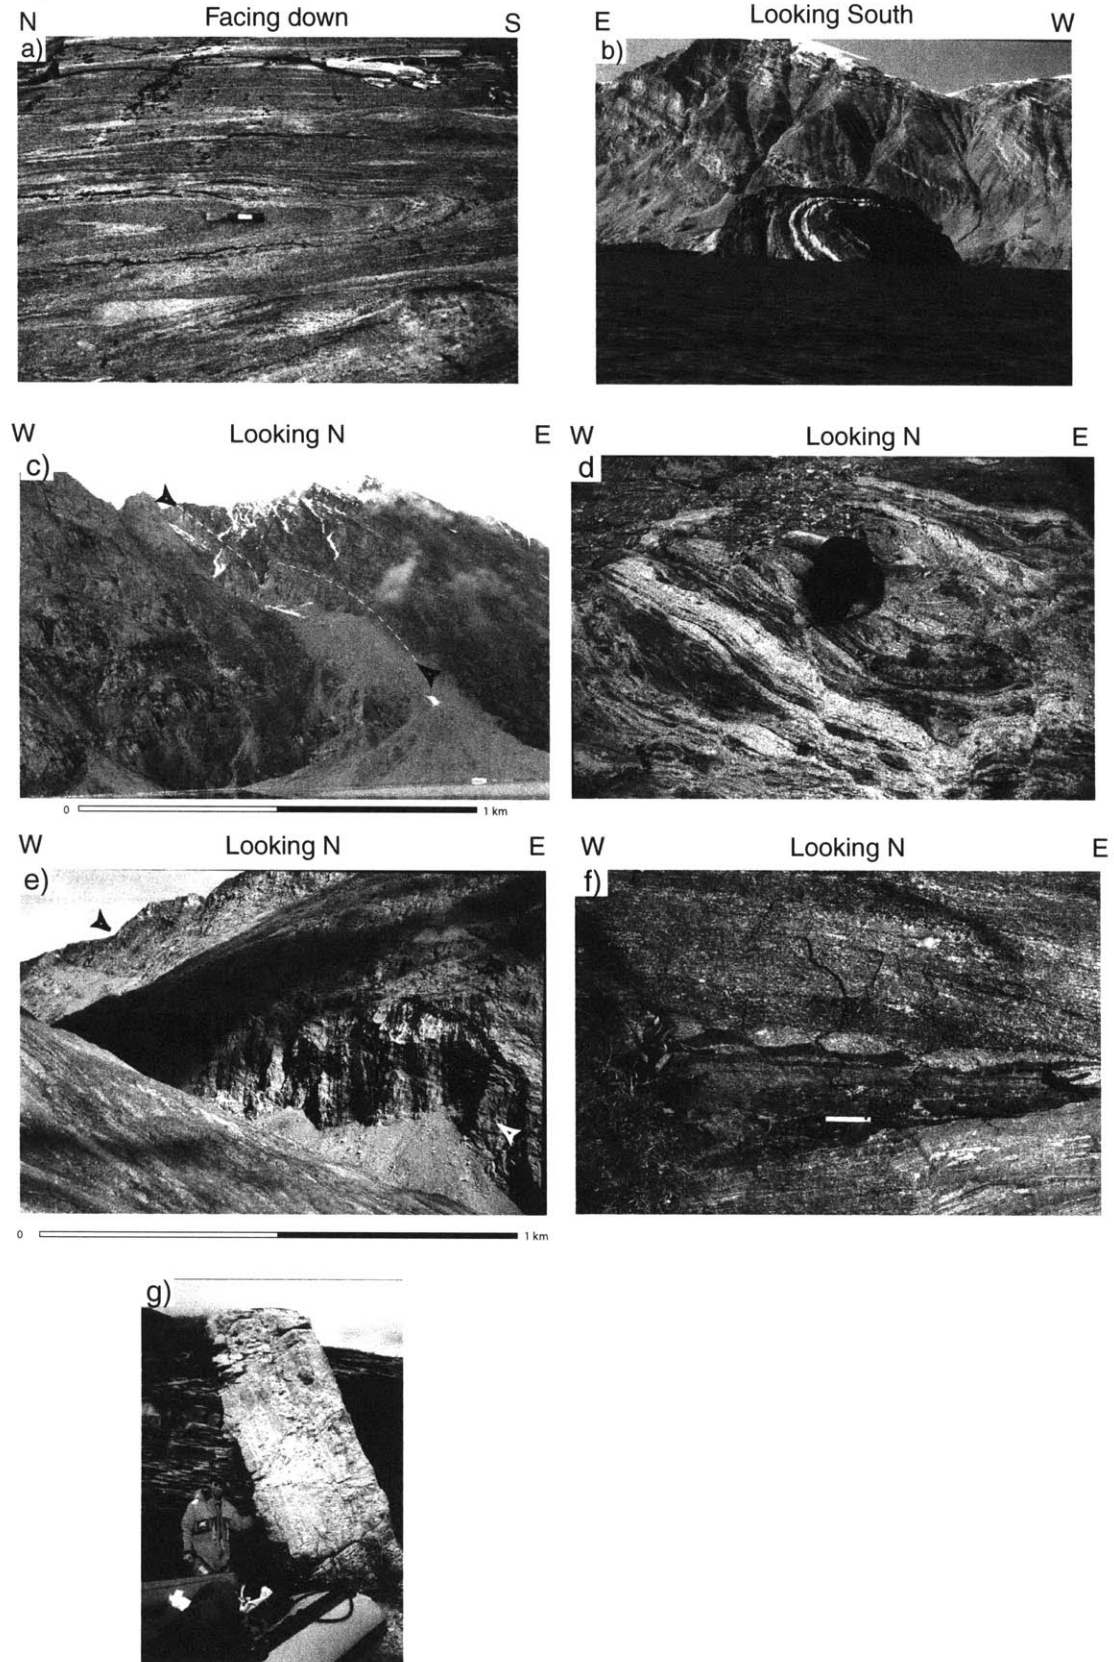 N Facing down S
a)
E Looking South W
b)
W Looking N E
c)
0 1 km
W Looking N E
d)
W Looking N E
e)
0 1 km
W Looking N E
f)
g)